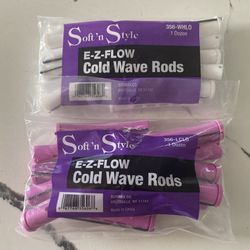 Soft 'n Style
356-WHLO
1 Dozen
E-Z-FLOW
Cold Wave Rods
Soft 'n Style
356-LCLO
1 Dozen
E-Z-FLOW
Cold Wave Rods
Made in China